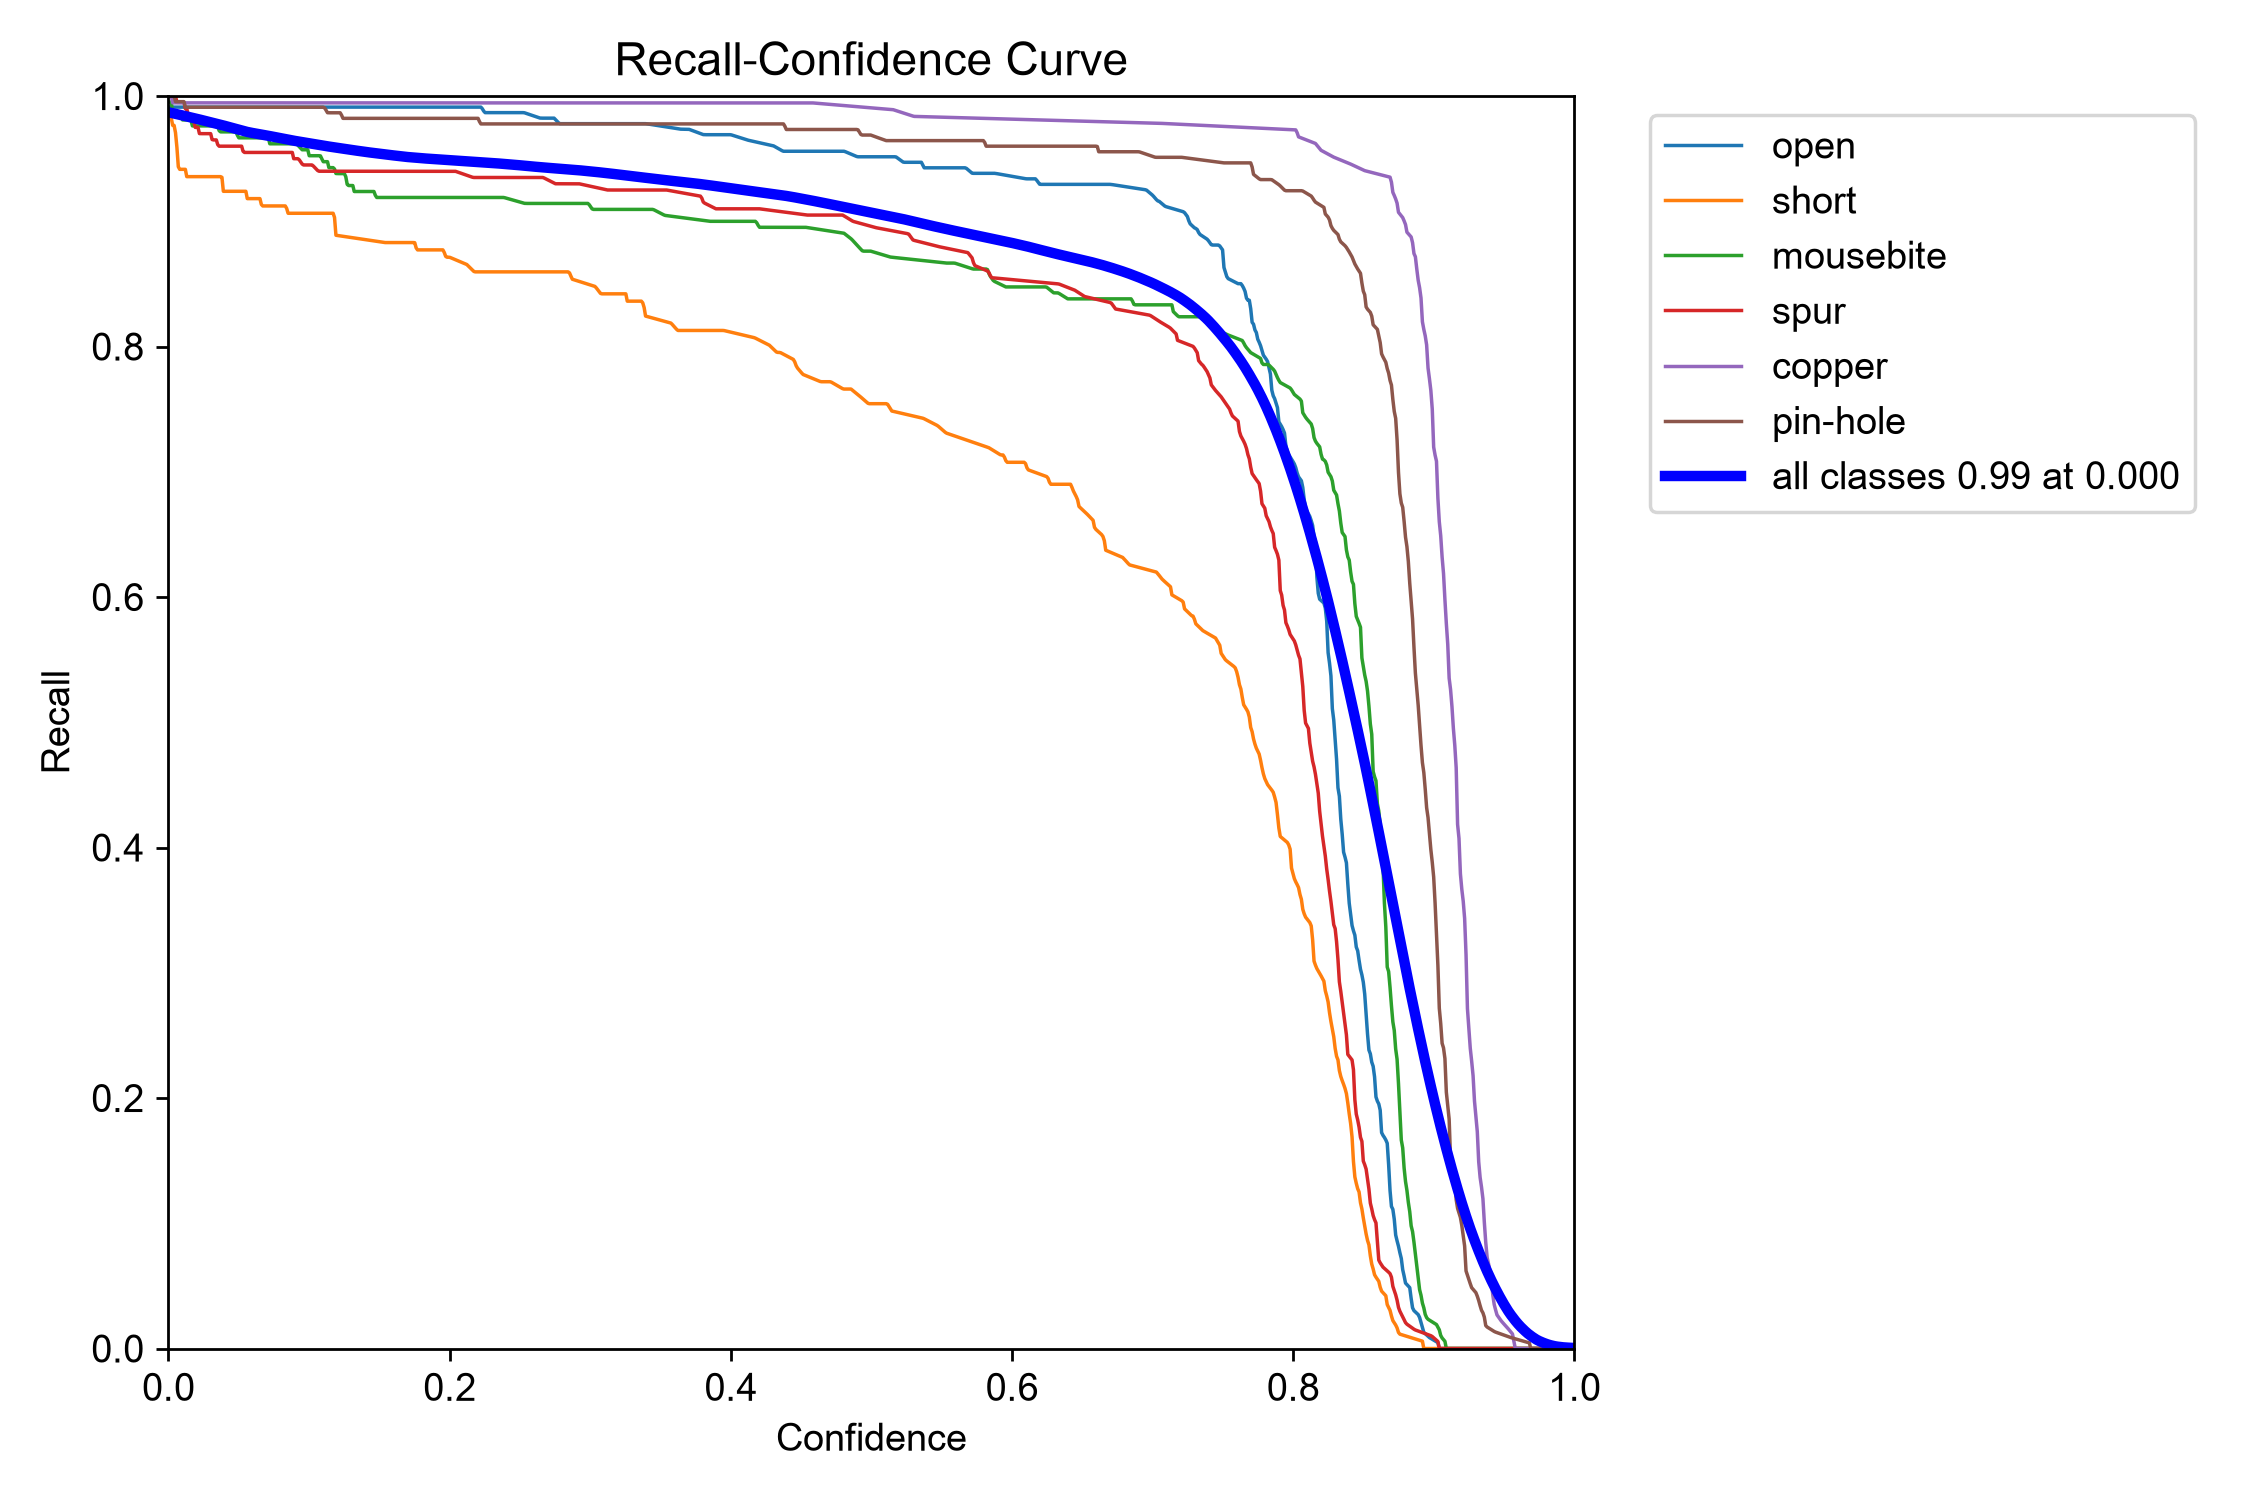 Recall-Confidence Curve
1.0
0.8
0.6
0.4
0.2
0.0
Recall
0.0 0.2 0.4 0.6 0.8 1.0
Confidence
open
short
mousebite
spur
copper
pin-hole
all classes 0.99 at 0.000